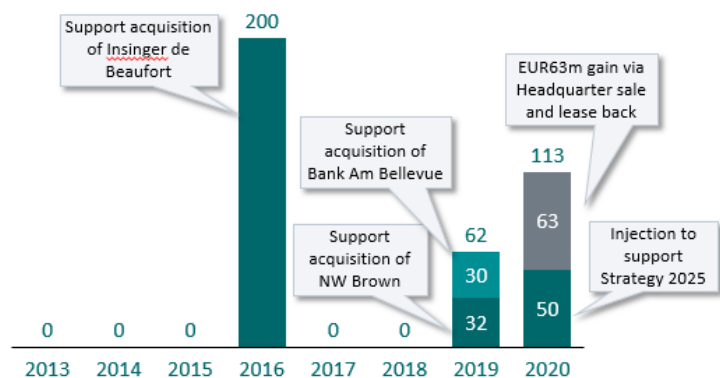 Support acquisition
of Insinger de
Beaufort
200
EUR63m gain via
Headquarter sale
and lease back
Support
acquisition of
Bank Am Bellevue
113
Support
acquisition of
NW Brown
62
63
Injection to
support
Strategy 2025
30
32
50
0 0 0 0 0
2013 2014 2015 2016 2017 2018 2019 2020